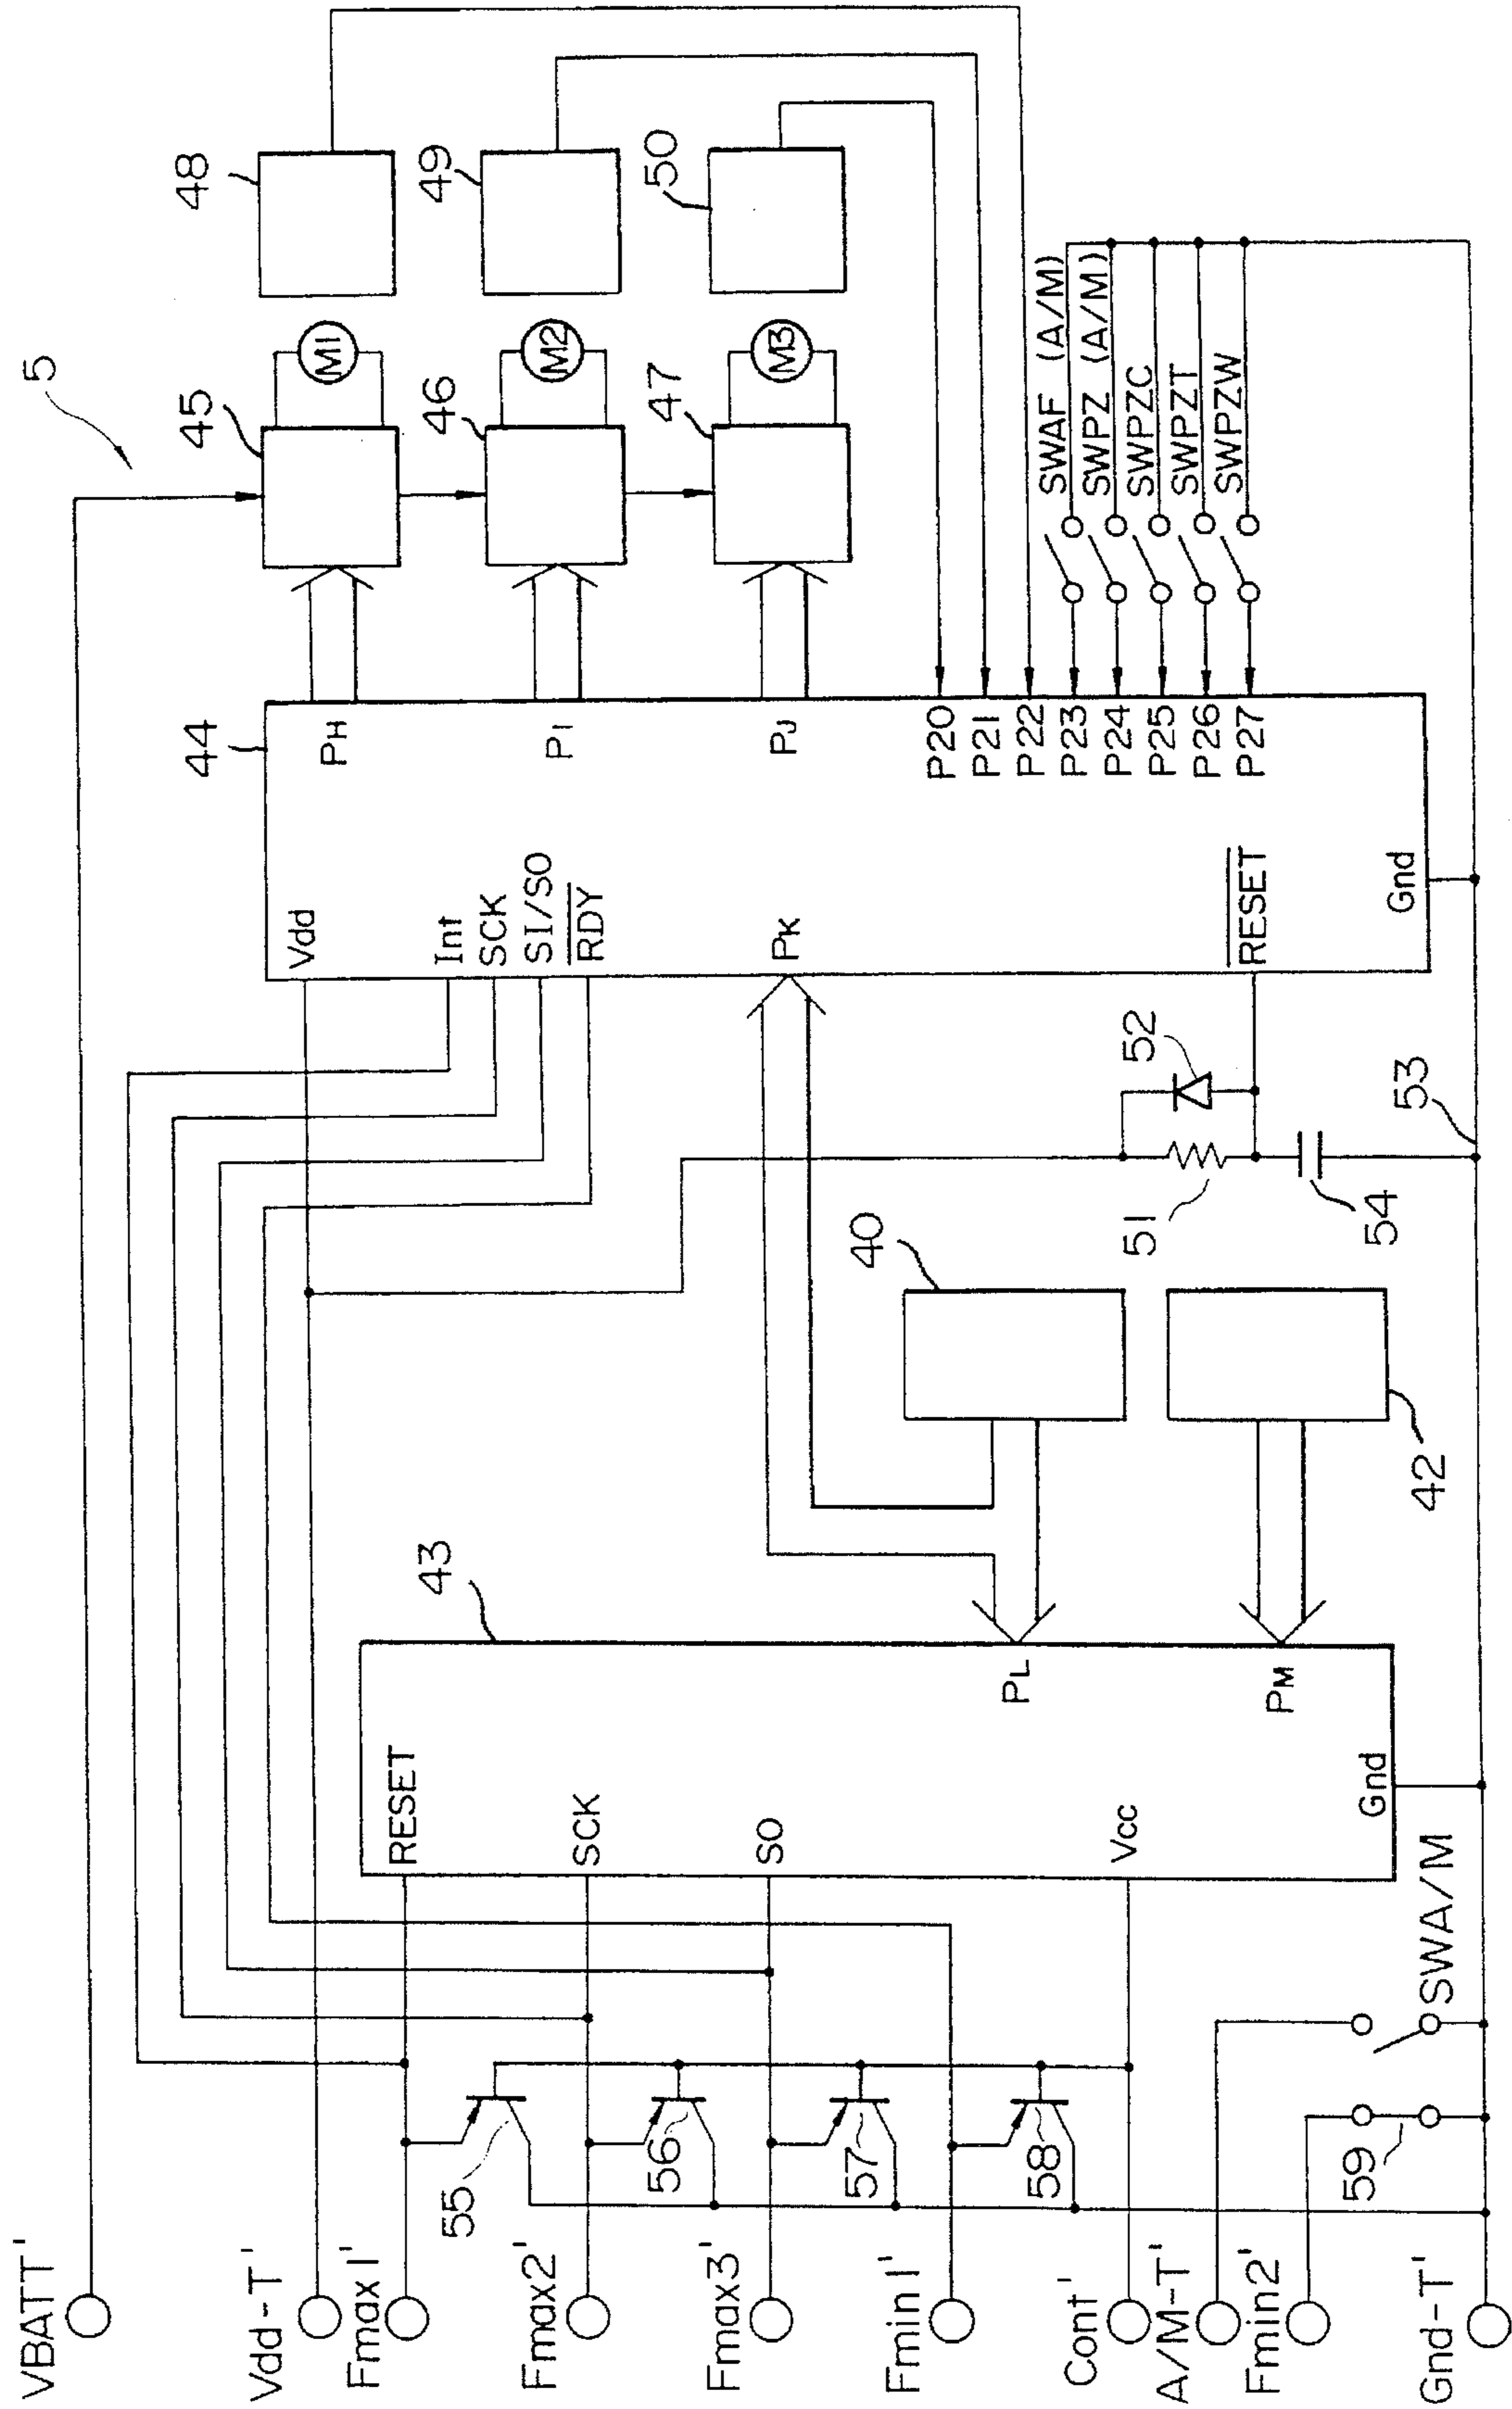 5
VBATT'
Vdd-T'
Fmax1'
Fmax2'
Fmax3'
Fmin1'
Cont'
A/M-T'
Fmin2'
Gnd-T'
55
56
57
58
59
SWA/M
43
RESET
SCK
SO
Vcc
Gnd
PL
PM
40
42
51
52
53
54
44
Vdd
Int
SCK
SI/SO
RDY
PK
RESET
Gnd
PH
PI
PJ
P20
P21
P22
P23
P24
P25
P26
P27
45
46
47
M1
M2
M3
48
49
50
SWAF (A/M)
SWPZ (A/M)
SWPZC
SWPZT
SWPZW